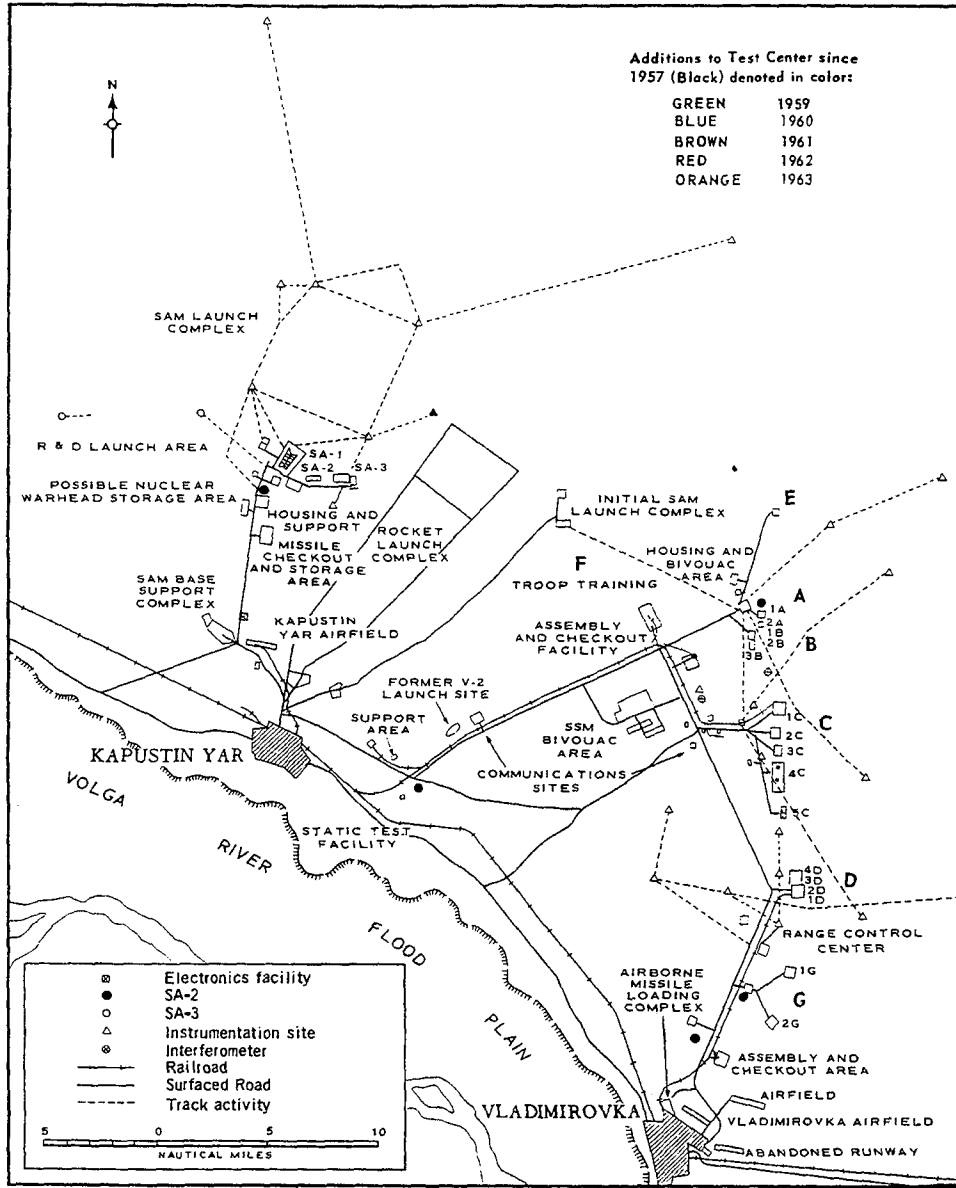 Additions to Test Center since
1957 (Black) denoted in color:
GREEN 1959
BLUE 1960
BROWN 1961
RED 1962
ORANGE 1963
N
SAM LAUNCH
COMPLEX
R & D LAUNCH AREA
SA-1
SA-2
SA-3
POSSIBLE NUCLEAR
WARHEAD STORAGE AREA
HOUSING AND
SUPPORT
MISSILE
CHECKOUT
AND STORAGE
AREA
ROCKET
LAUNCH
COMPLEX
INITIAL SAM
LAUNCH COMPLEX
E
HOUSING AND
BIVOUAC
AREA
F
TROOP TRAINING
SAM BASE
SUPPORT
COMPLEX
KAPUSTIN
YAR AIRFIELD
ASSEMBLY
AND CHECKOUT
FACILITY
A
1A
2A
1B
2B
3B
B
FORMER V-2
LAUNCH SITE
SUPPORT
AREA
SSM
BIVOUAC
AREA
1C
2C
3C
4C
5C
C
KAPUSTIN YAR
COMMUNICATIONS
SITES
VOLGA
RIVER
FLOOD
PLAIN
STATIC TEST
FACILITY
4D
3D
2D
1D
D
RANGE CONTROL
CENTER
AIRBORNE
MISSILE
LOADING
COMPLEX
1G
G
2G
ASSEMBLY AND
CHECKOUT AREA
AIRFIELD
VLADIMIROVKA
VLADIMIROVKA AIRFIELD
ABANDONED RUNWAY
Electronics facility
SA-2
SA-3
Instrumentation site
Interferometer
Railroad
Surfaced Road
Track activity
5 0 5 10
NAUTICAL MILES